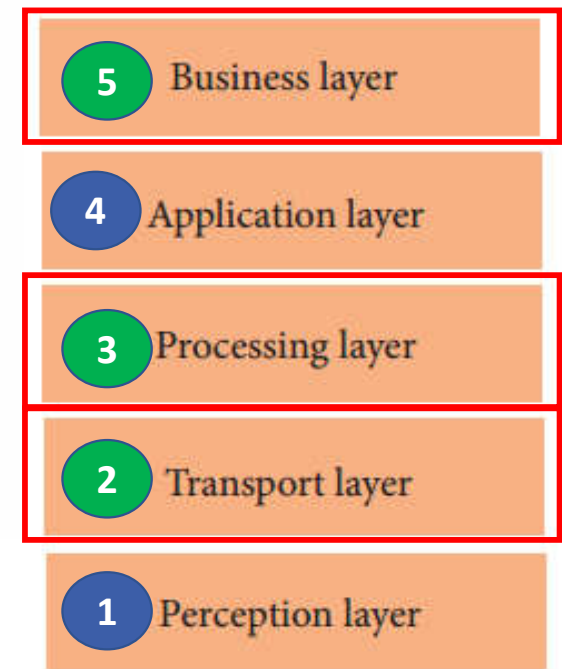 5 Business layer
4 Application layer
3 Processing layer
2 Transport layer
1 Perception layer